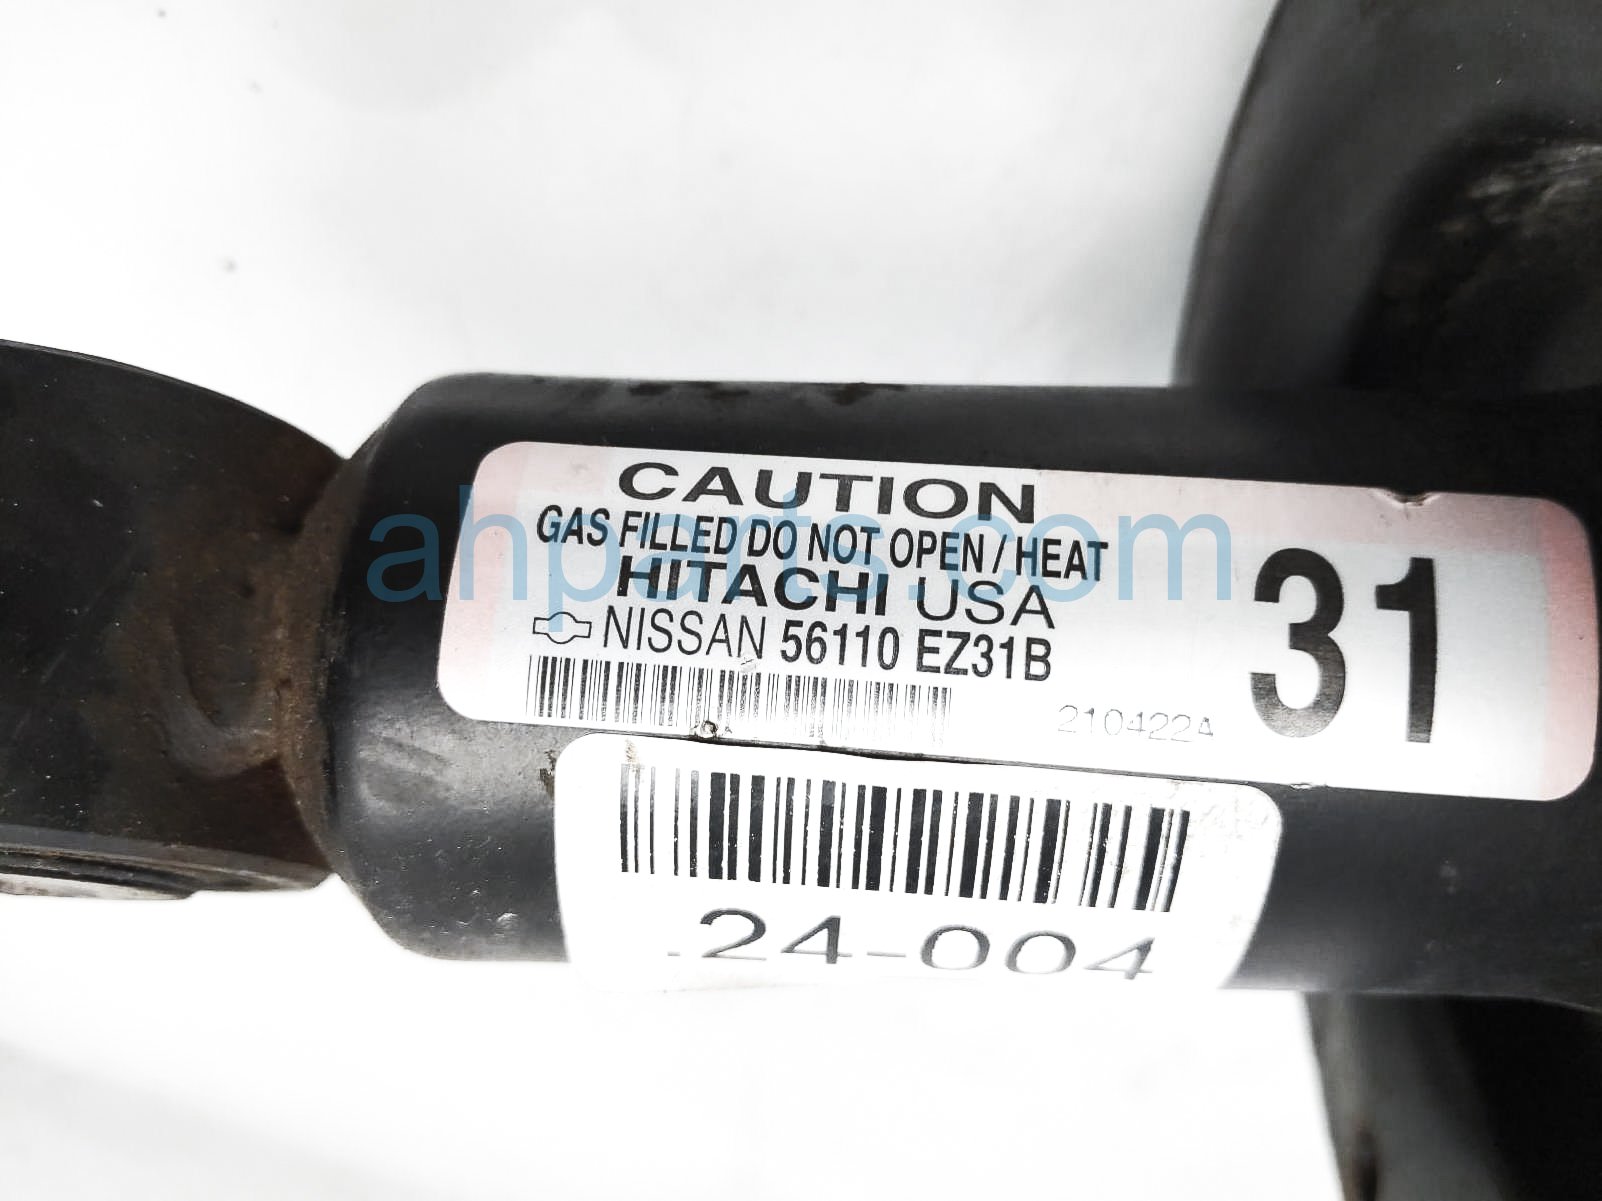 CAUTION
GAS FILLED DO NOT OPEN / HEAT
HITACHI USA
NISSAN 56110 EZ31B
31
210422A
24-004
ahparts.com